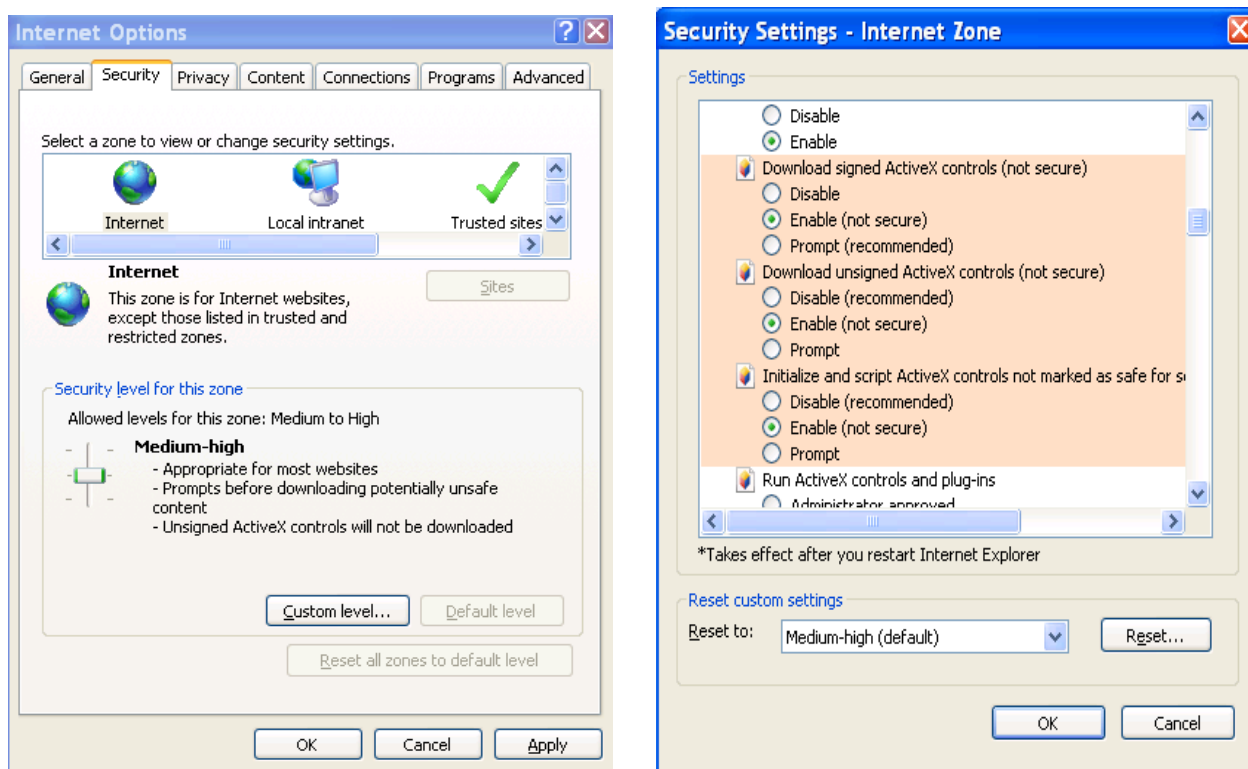 Internet Options
General Security Privacy Content Connections Programs Advanced
Select a zone to view or change security settings.
Internet Local intranet Trusted sites
Internet
This zone is for Internet websites,
except those listed in trusted and
restricted zones.
Sites
Security level for this zone
Allowed levels for this zone: Medium to High
Medium-high
- Appropriate for most websites
- Prompts before downloading potentially unsafe
content
- Unsigned ActiveX controls will not be downloaded
Custom level... Default level
Reset all zones to default level
OK Cancel Apply
Security Settings - Internet Zone
Settings
Disable
Enable
Download signed ActiveX controls (not secure)
Disable
Enable (not secure)
Prompt (recommended)
Download unsigned ActiveX controls (not secure)
Disable (recommended)
Enable (not secure)
Prompt
Initialize and script ActiveX controls not marked as safe for
Disable (recommended)
Enable (not secure)
Prompt
Run ActiveX controls and plug-ins
Administrator approved
*Takes effect after you restart Internet Explorer
Reset custom settings
Reset to: Medium-high (default) Reset...
OK Cancel